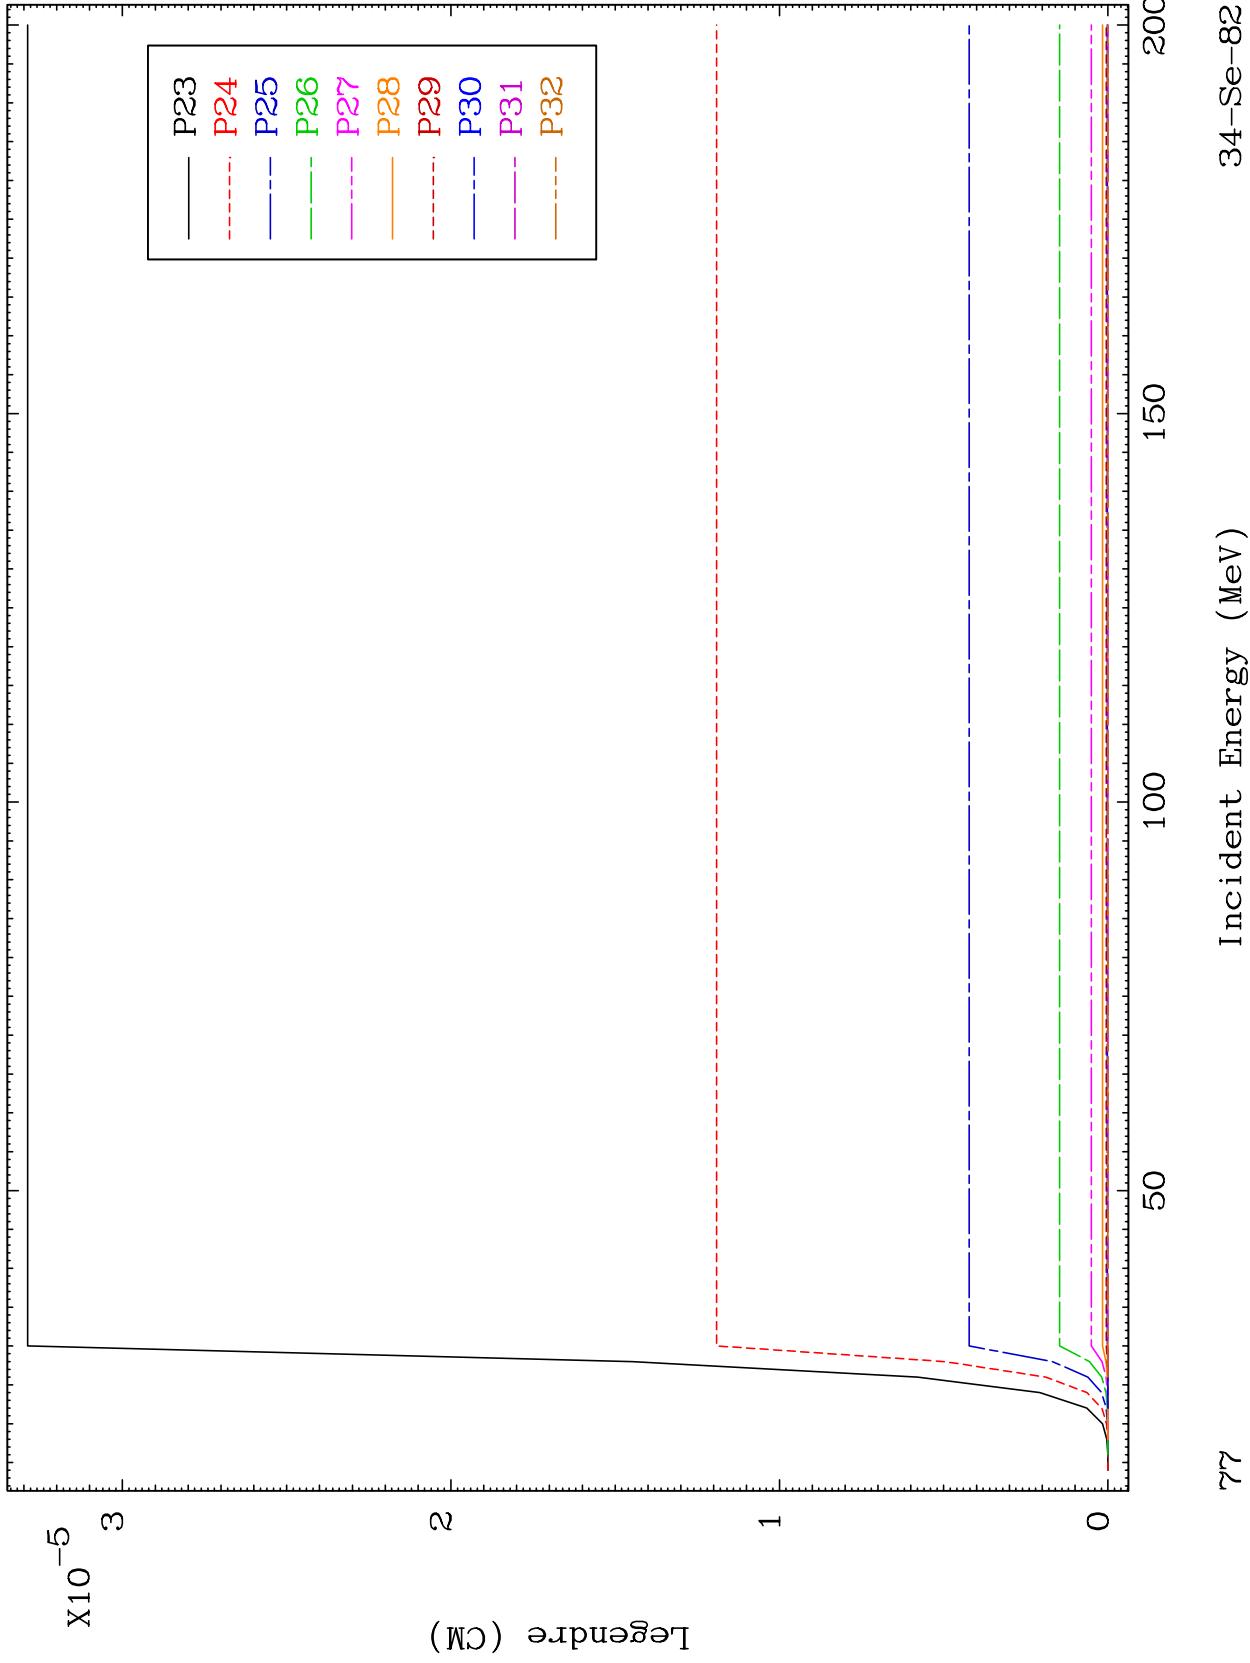 X10-5
3
2
1
0
Legendre (CM)
P23
P24
P25
P26
P27
P28
P29
P30
P31
P32
50
100
150
200
77
Incident Energy (MeV)
34-Se-82